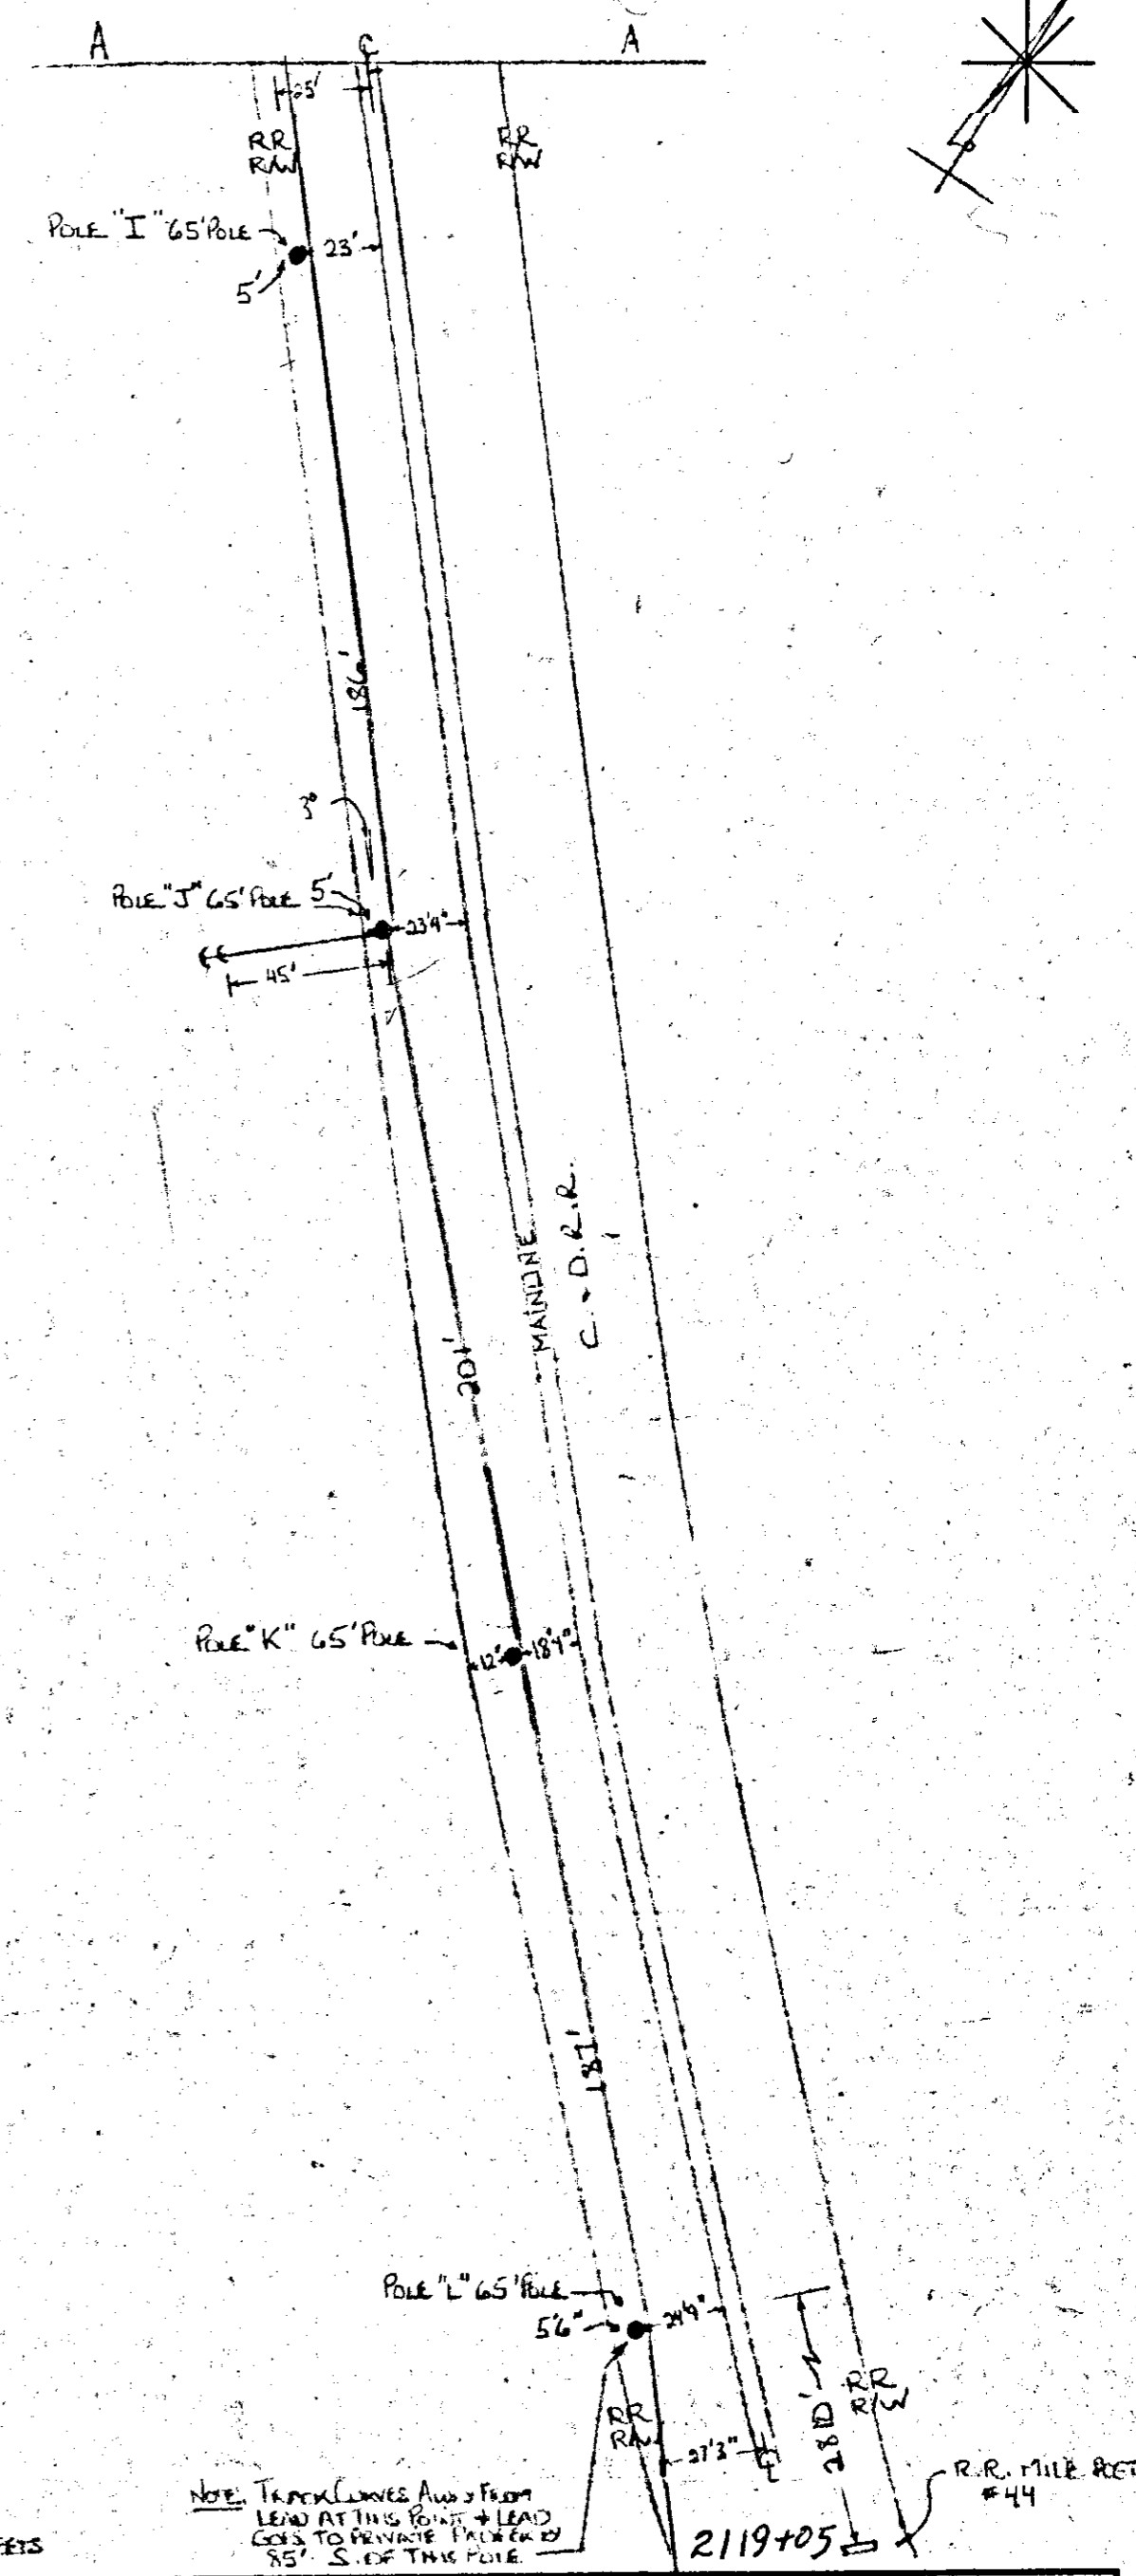 A
℄
A
25'
RR
R/W
RR
R/W
POLE "I" 65' POLE
23'
5'
186'
3°
POLE "J" 65' POLE 5'
23'4"
45'
MAINLINE
C. & D. R.R.
201'
POLE "K" 65' POLE
12'
18'4"
187'
POLE "L" 65' POLE
5'6"
24'9"
RR
R/W
RR
R/W
27'3"
℄
R.R. MILE POST
#44
NOTE: TRACK CURVES AWAY FROM
LEAD AT THIS POINT & LEAD
GOES TO PRIVATE PROPERTY
85' S. OF THIS POLE
2119+05